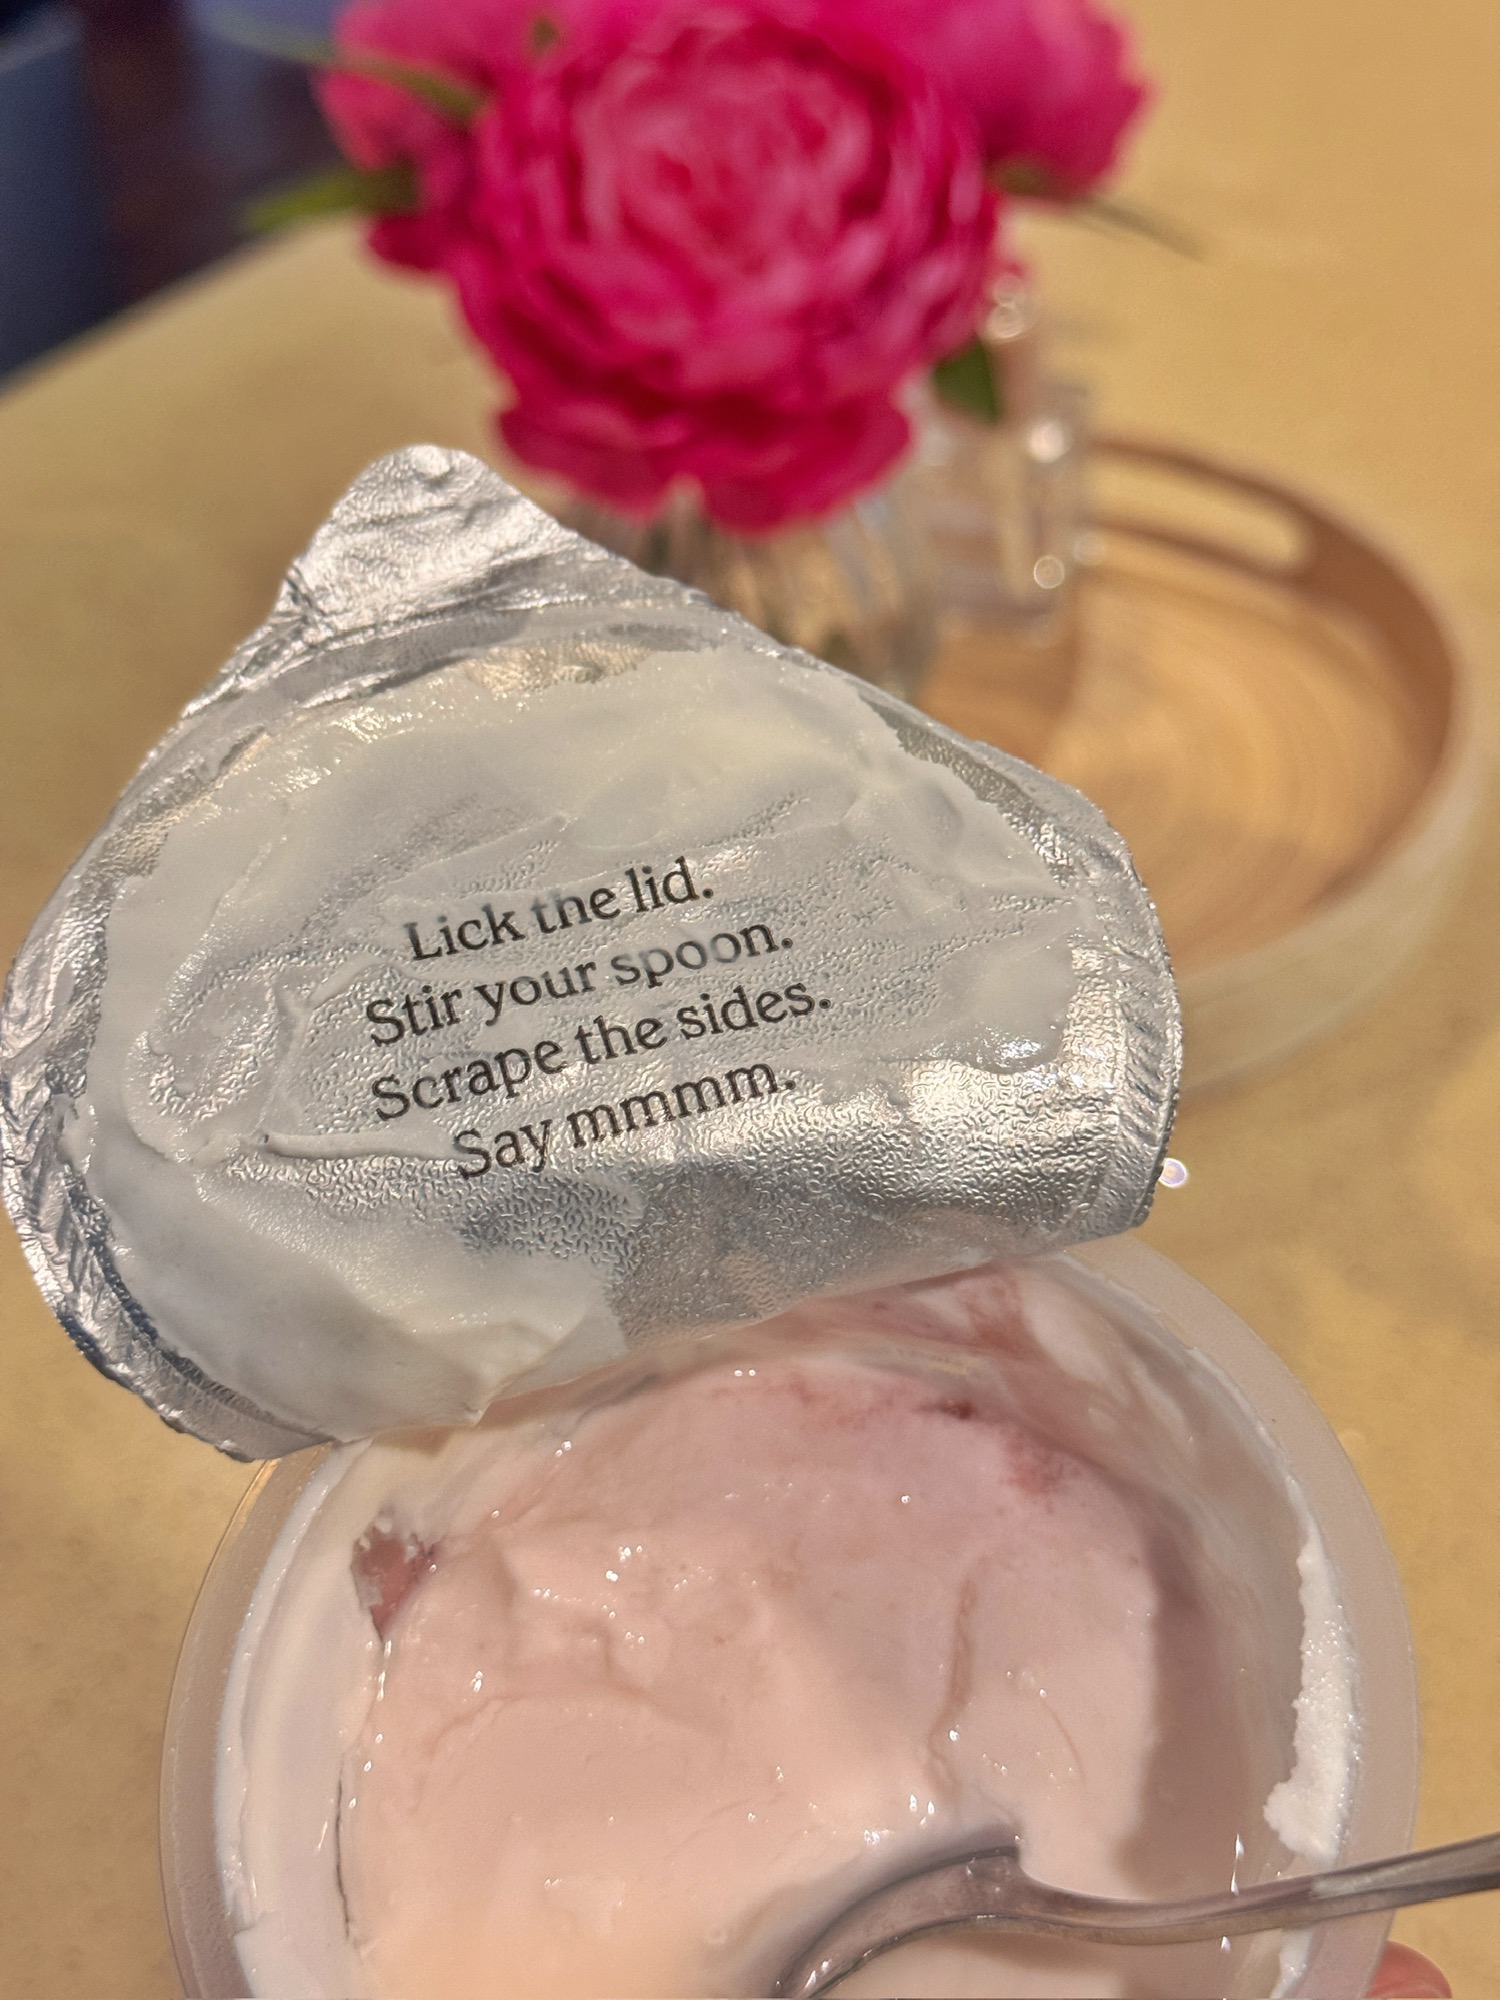 Lick the lid.
Stir your spoon.
Scrape the sides.
Say mmmm.